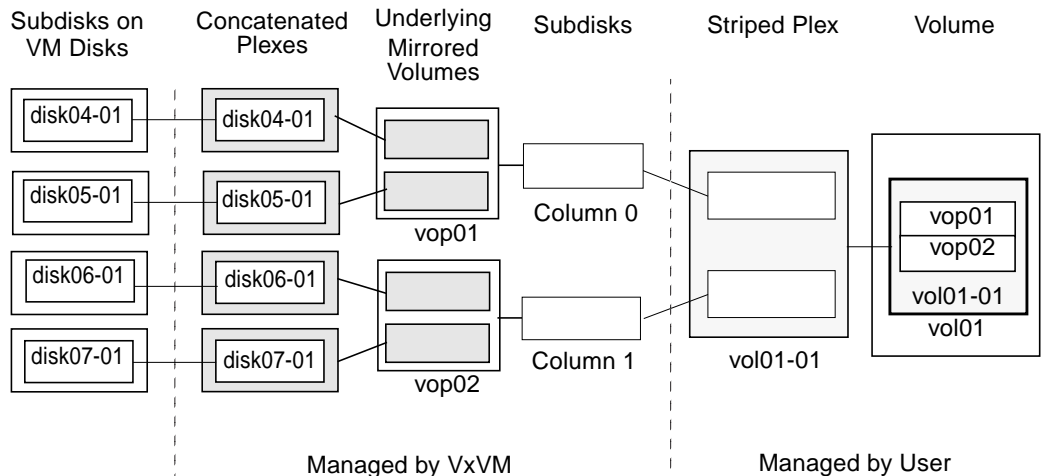 Subdisks on
VM Disks
Concatenated
Plexes
Underlying
Mirrored
Volumes
Subdisks
Striped Plex
Volume
disk04-01
disk04-01
disk05-01
disk05-01
vop01
Column 0
disk06-01
disk06-01
disk07-01
disk07-01
vop02
Column 1
vol01-01
vop01
vop02
vol01-01
vol01
Managed by VxVM
Managed by User